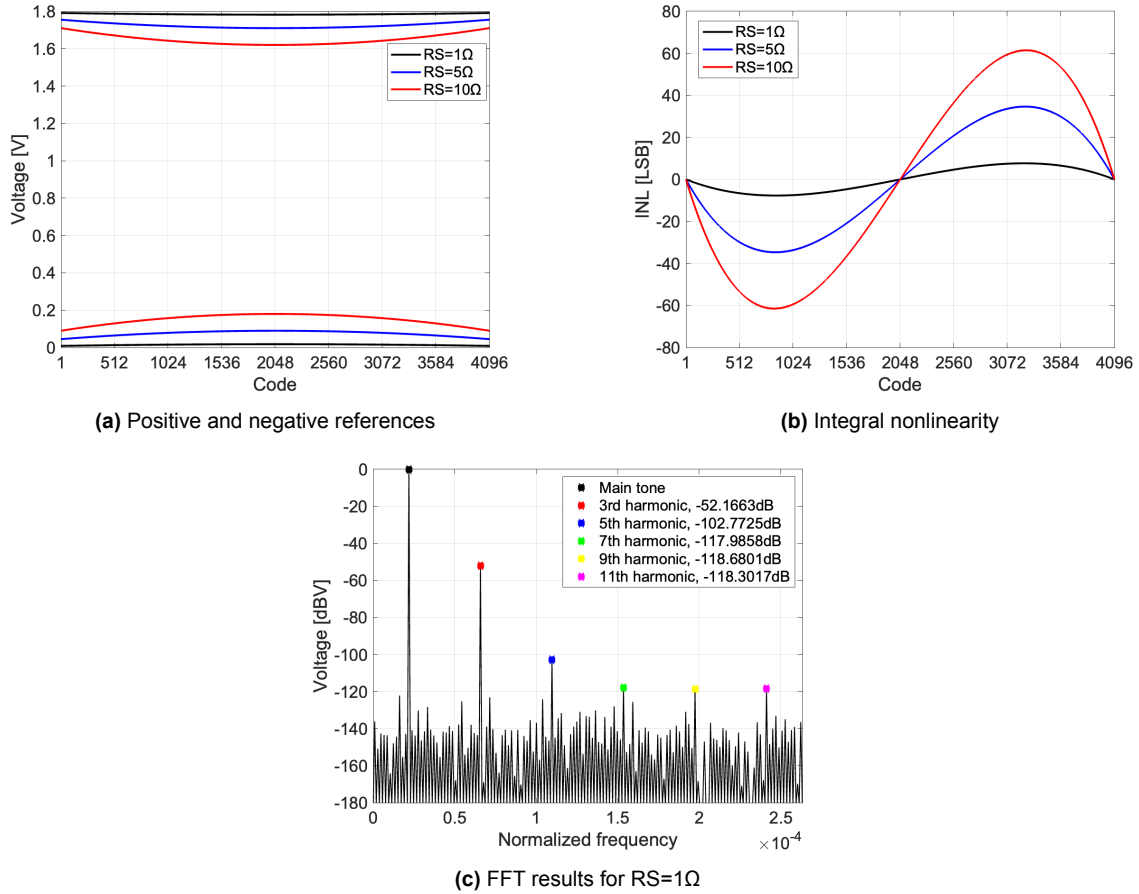 1.8
1.6
1.4
1.2
1
0.8
0.6
0.4
0.2
0
Voltage [V]
RS=1Ω
RS=5Ω
RS=10Ω
1 512 1024 1536 2048 2560 3072 3584 4096
Code
(a) Positive and negative references
80
60
40
20
0
-20
-40
-60
-80
INL [LSB]
RS=1Ω
RS=5Ω
RS=10Ω
1 512 1024 1536 2048 2560 3072 3584 4096
Code
(b) Integral nonlinearity
0
-20
-40
-60
-80
-100
-120
-140
-160
-180
Voltage [dBV]
Main tone
3rd harmonic, -52.1663dB
5th harmonic, -102.7725dB
7th harmonic, -117.9858dB
9th harmonic, -118.6801dB
11th harmonic, -118.3017dB
0 0.5 1 1.5 2 2.5
Normalized frequency
×10-4
(c) FFT results for RS=1Ω